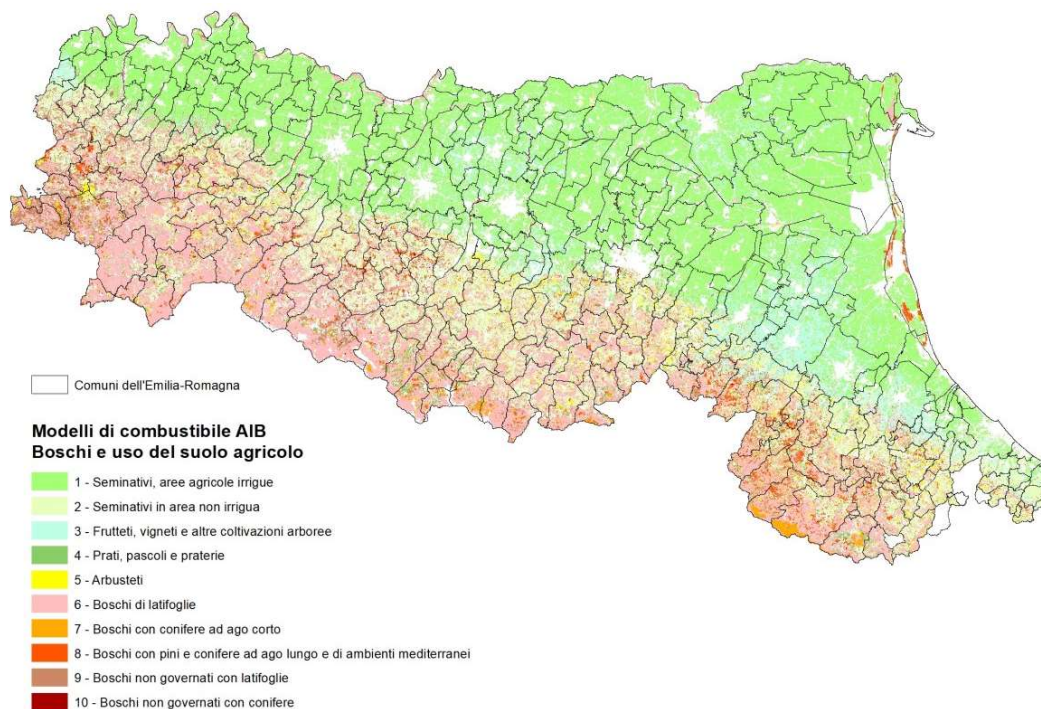 Comuni dell'Emilia-Romagna
Modelli di combustibile AIB
Boschi e uso del suolo agricolo
1 - Seminativi, aree agricole irrigue
2 - Seminativi in area non irrigua
3 - Frutteti, vigneti e altre coltivazioni arboree
4 - Prati, pascoli e praterie
5 - Arbusteti
6 - Boschi di latifoglie
7 - Boschi con conifere ad ago corto
8 - Boschi con pini e conifere ad ago lungo e di ambienti mediterranei
9 - Boschi non governati con latifoglie
10 - Boschi non governati con conifere